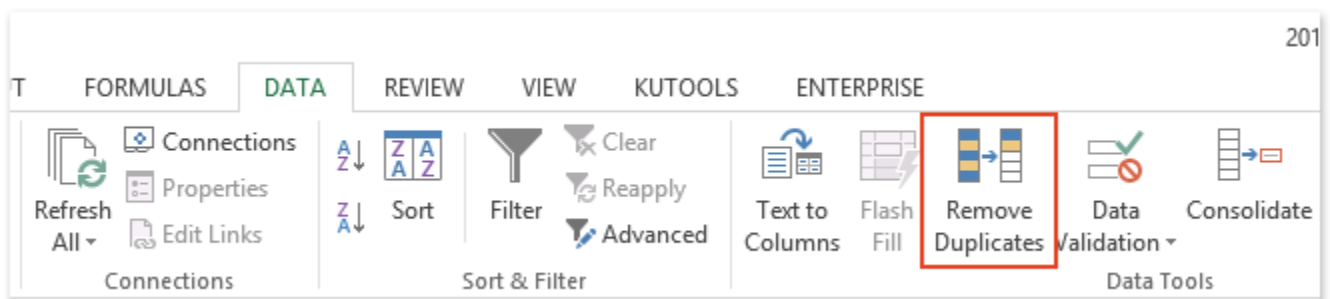 201
T FORMULAS DATA REVIEW VIEW KUTOOLS ENTERPRISE
Connections
Properties
Edit Links
Refresh
All
A
Z
Z
A
Z A
A Z
Sort
Filter
Clear
Reapply
Advanced
Text to
Columns
Flash
Fill
Remove
Duplicates
Data
Validation
Consolidate
Connections
Sort & Filter
Data Tools